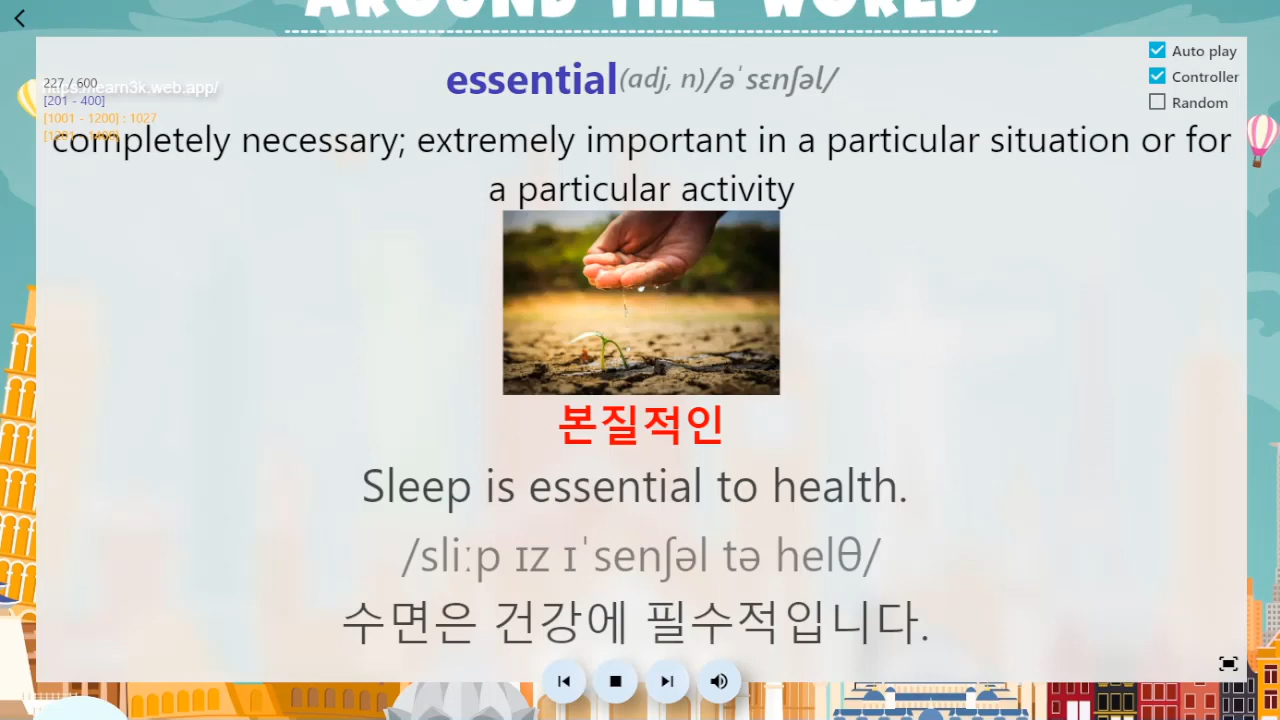 AROUND THE WORLD
227 / 600
https://learn3k.web.app/
[201 - 400]
[1001 - 1200] : 1027
[1201 - 1400]
Auto play
Controller
Random
essential(adj, n)/əˈsɛnʃəl/
completely necessary; extremely important in a particular situation or for
a particular activity
본질적인
Sleep is essential to health.
/sliːp ɪz ɪˈsenʃəl tə helθ/
수면은 건강에 필수적입니다.